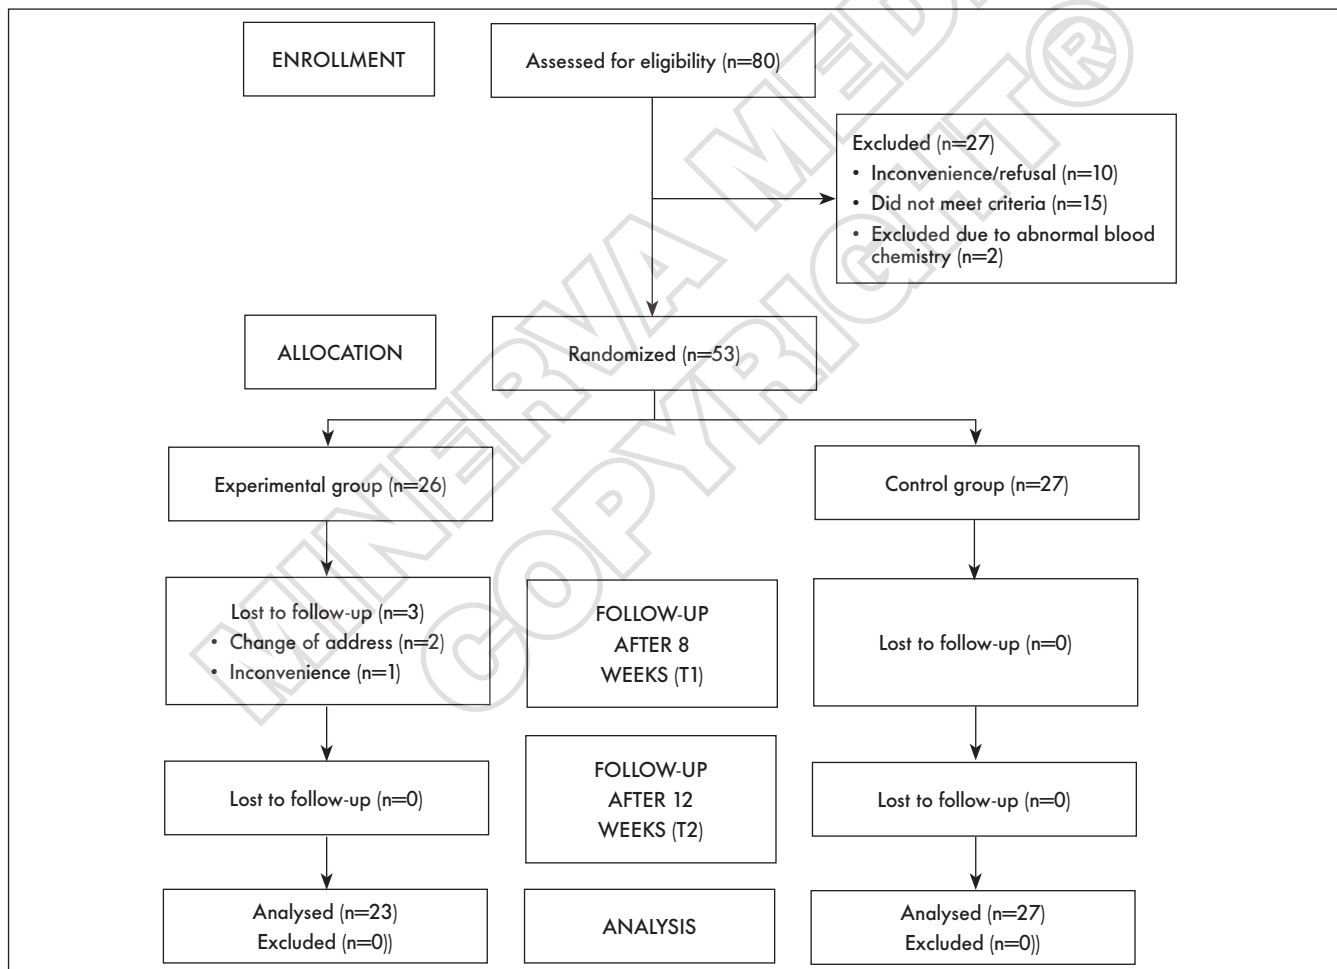 ENROLLMENT
Assessed for eligibility (n=80)
Excluded (n=27)
• Inconvenience/refusal (n=10)
• Did not meet criteria (n=15)
• Excluded due to abnormal blood
chemistry (n=2)
ALLOCATION
Randomized (n=53)
Experimental group (n=26)
Control group (n=27)
Lost to follow-up (n=3)
• Change of address (n=2)
• Inconvenience (n=1)
FOLLOW-UP
AFTER 8
WEEKS (T1)
Lost to follow-up (n=0)
Lost to follow-up (n=0)
FOLLOW-UP
AFTER 12
WEEKS (T2)
Lost to follow-up (n=0)
Analysed (n=23)
Excluded (n=0))
ANALYSIS
Analysed (n=27)
Excluded (n=0))
MINERVA
COPYRIGHT®